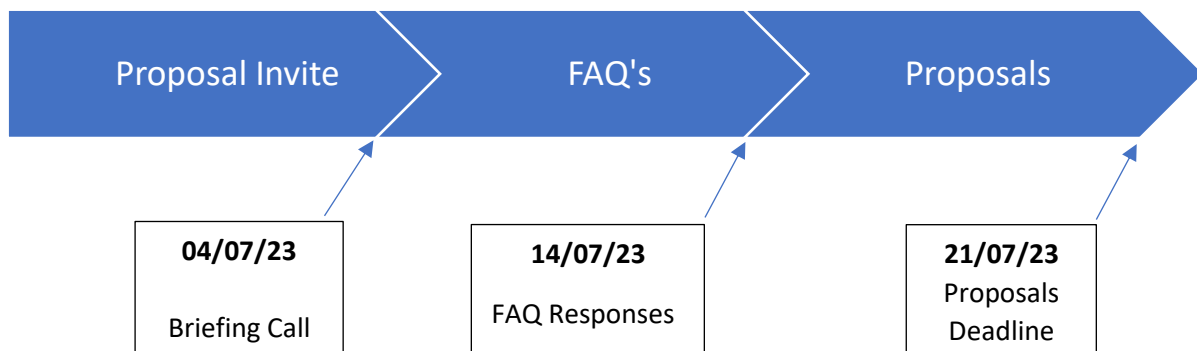 Proposal Invite
FAQ's
Proposals
04/07/23
Briefing Call
14/07/23
FAQ Responses
21/07/23
Proposals
Deadline